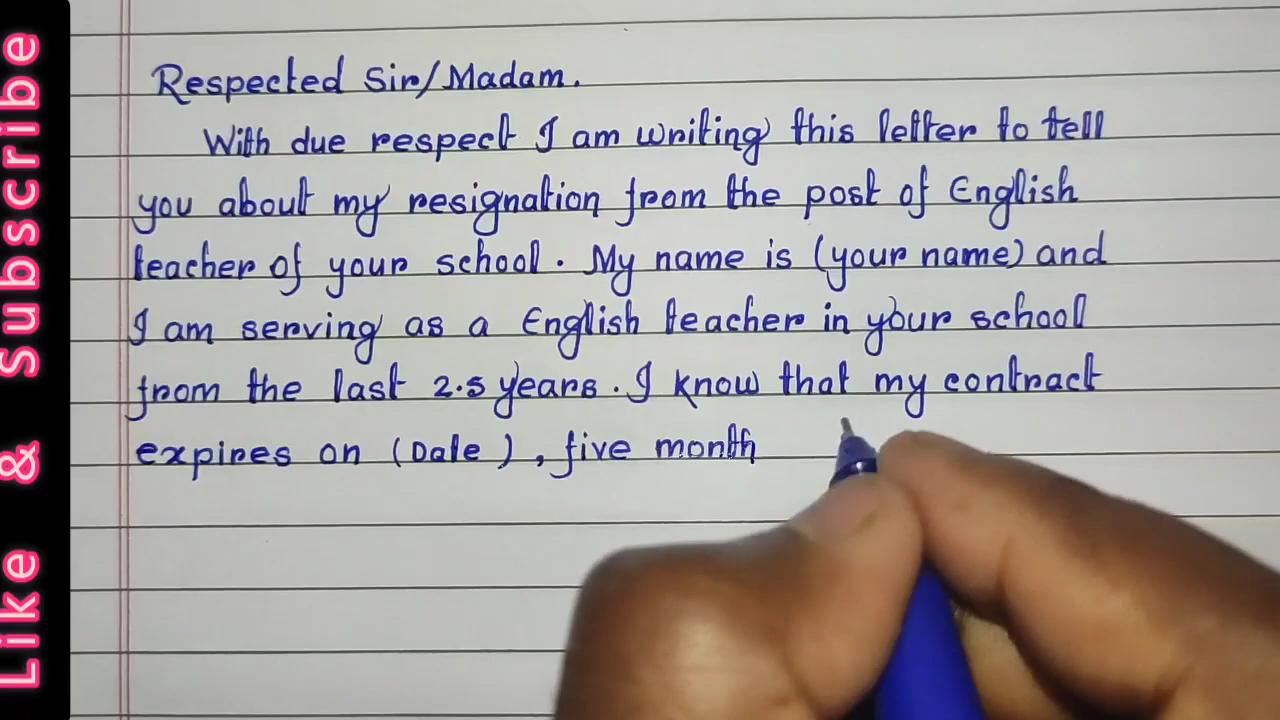 Like & Subscribe
Respected Sir/Madam.
With due respect I am writing this letter to tell
you about my resignation from the post of English
teacher of your school. My name is (your name) and
I am serving as a English teacher in your school
from the last 2.5 years. I know that my contract
expires on (Date), five month